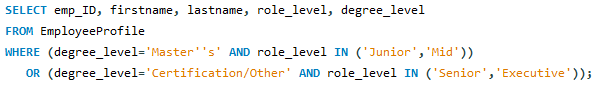 SELECT emp_ID, firstname, lastname, role_level, degree_level
FROM EmployeeProfile
WHERE (degree_level='Master''s' AND role_level IN ('Junior','Mid'))
OR (degree_level='Certification/Other' AND role_level IN ('Senior','Executive'));